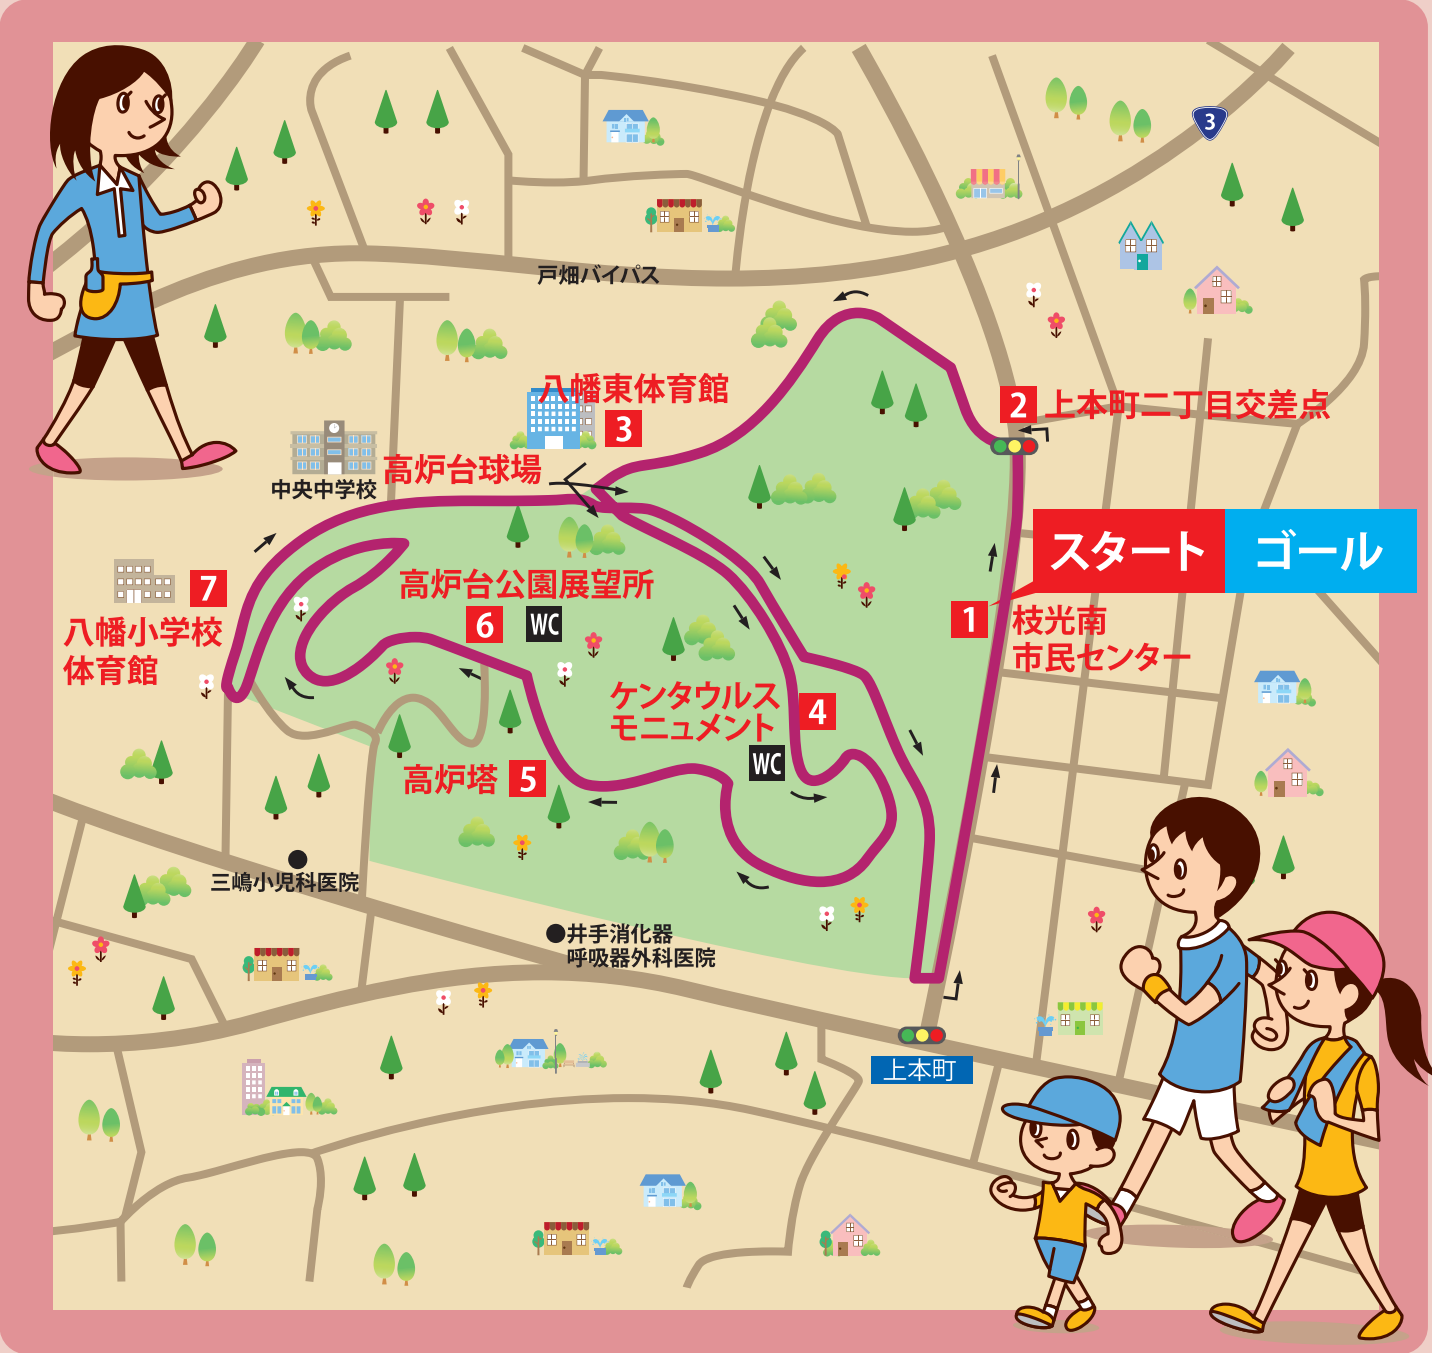 3
戸畑バイパス
八幡東体育館
3
2
上本町二丁目交差点
高炉台球場
中央中学校
スタート
ゴール
7
高炉台公園展望所
6
WC
1
枝光南
市民センター
八幡小学校
体育館
ケンタウルス
モニュメント
4
WC
高炉塔
5
三嶋小児科医院
井手消化器
呼吸器外科医院
上本町